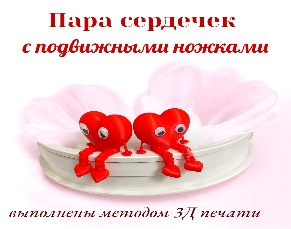 Пара сердечек
с подвижными ножками
выполнены методом 3Д печати